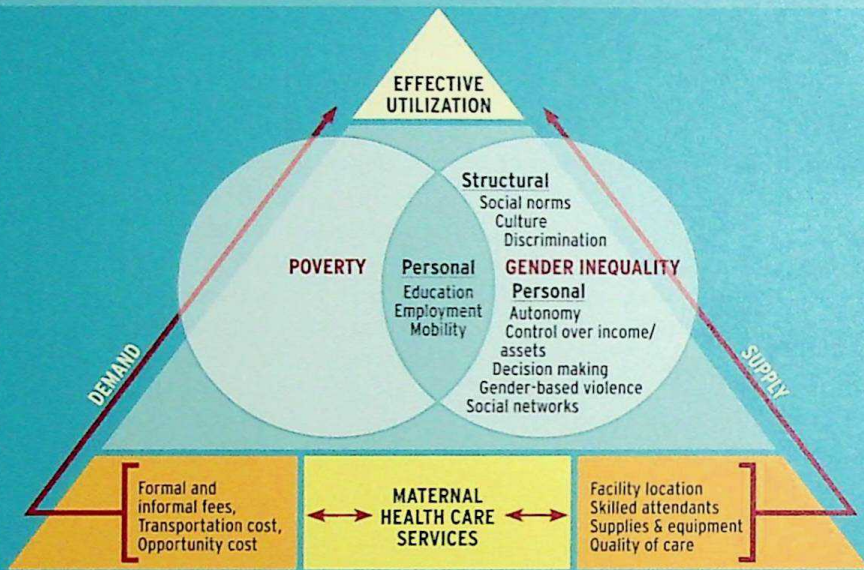 EFFECTIVE
UTILIZATION
Structural
Social norms
Culture
Discrimination
POVERTY
Personal
Education
Employment
Mobility
GENDER INEQUALITY
Personal
Autonomy
Control over income/
assets
Decision making
Gender-based violence
Social networks
DEMAND
SUPPLY
Formal and
informal fees,
Transportation cost,
Opportunity cost
MATERNAL
HEALTH CARE
SERVICES
Facility location
Skilled attendants
Supplies & equipment
Quality of care